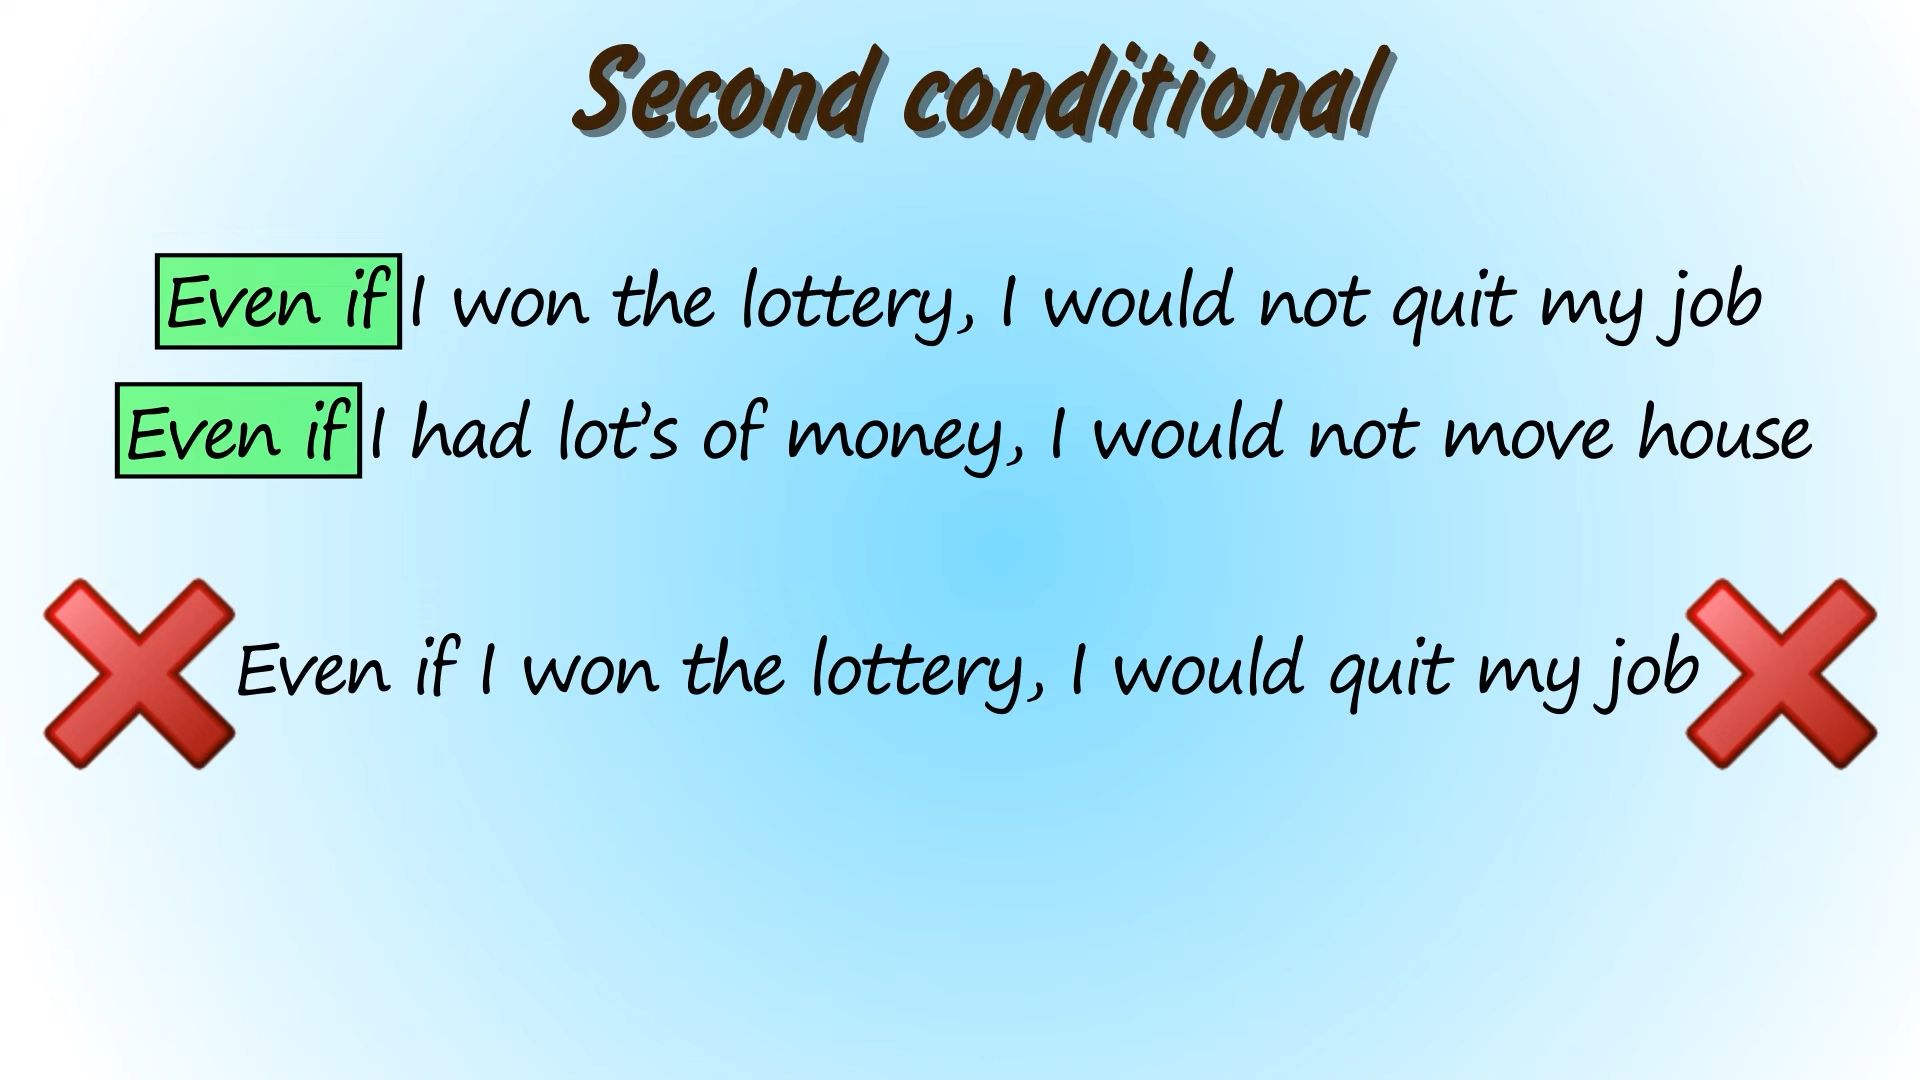 Second conditional
Even if I won the lottery, I would not quit my job
Even if I had lot’s of money, I would not move house
Even if I won the lottery, I would quit my job